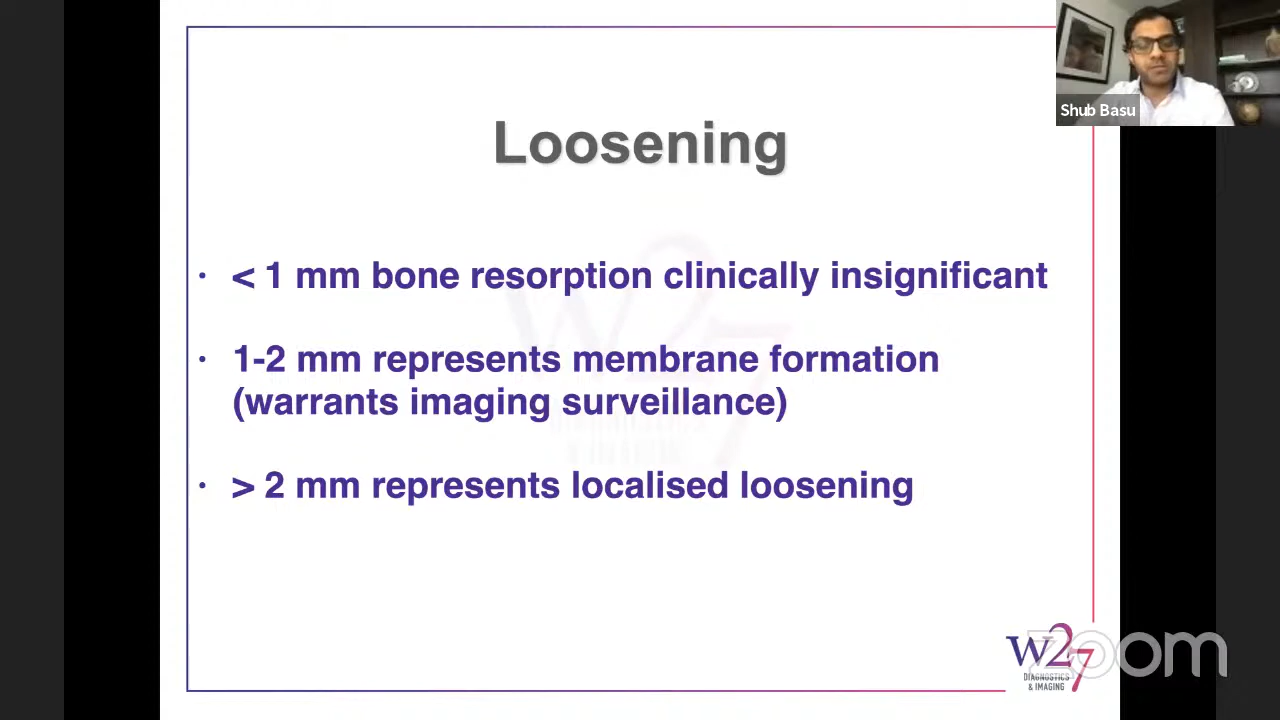 Shub Basu
Loosening
· < 1 mm bone resorption clinically insignificant
· 1-2 mm represents membrane formation
(warrants imaging surveillance)
· > 2 mm represents localised loosening
W27
DIAGNOSTICS
& IMAGING
zoom